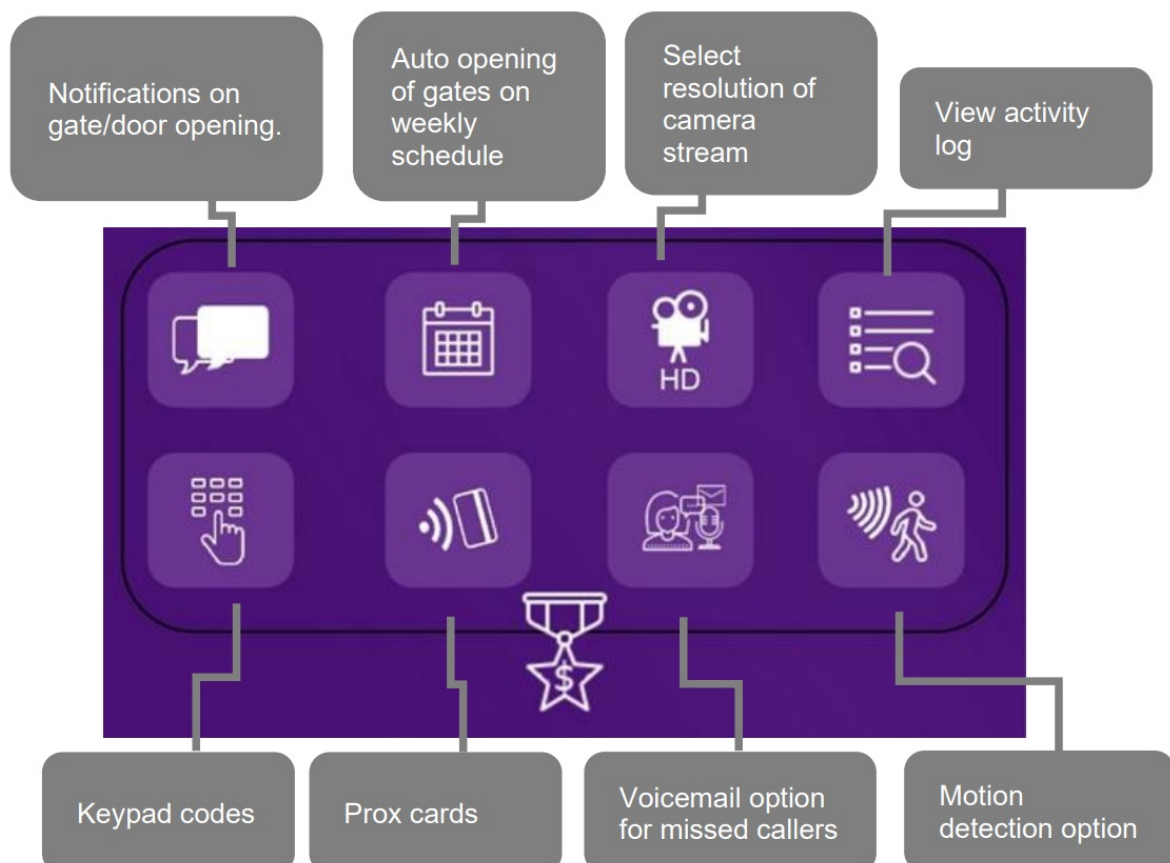 Notifications on
gate/door opening.
Auto opening
of gates on
weekly
schedule
Select
resolution of
camera
stream
View activity
log
HD
$
Keypad codes
Prox cards
Voicemail option
for missed callers
Motion
detection option